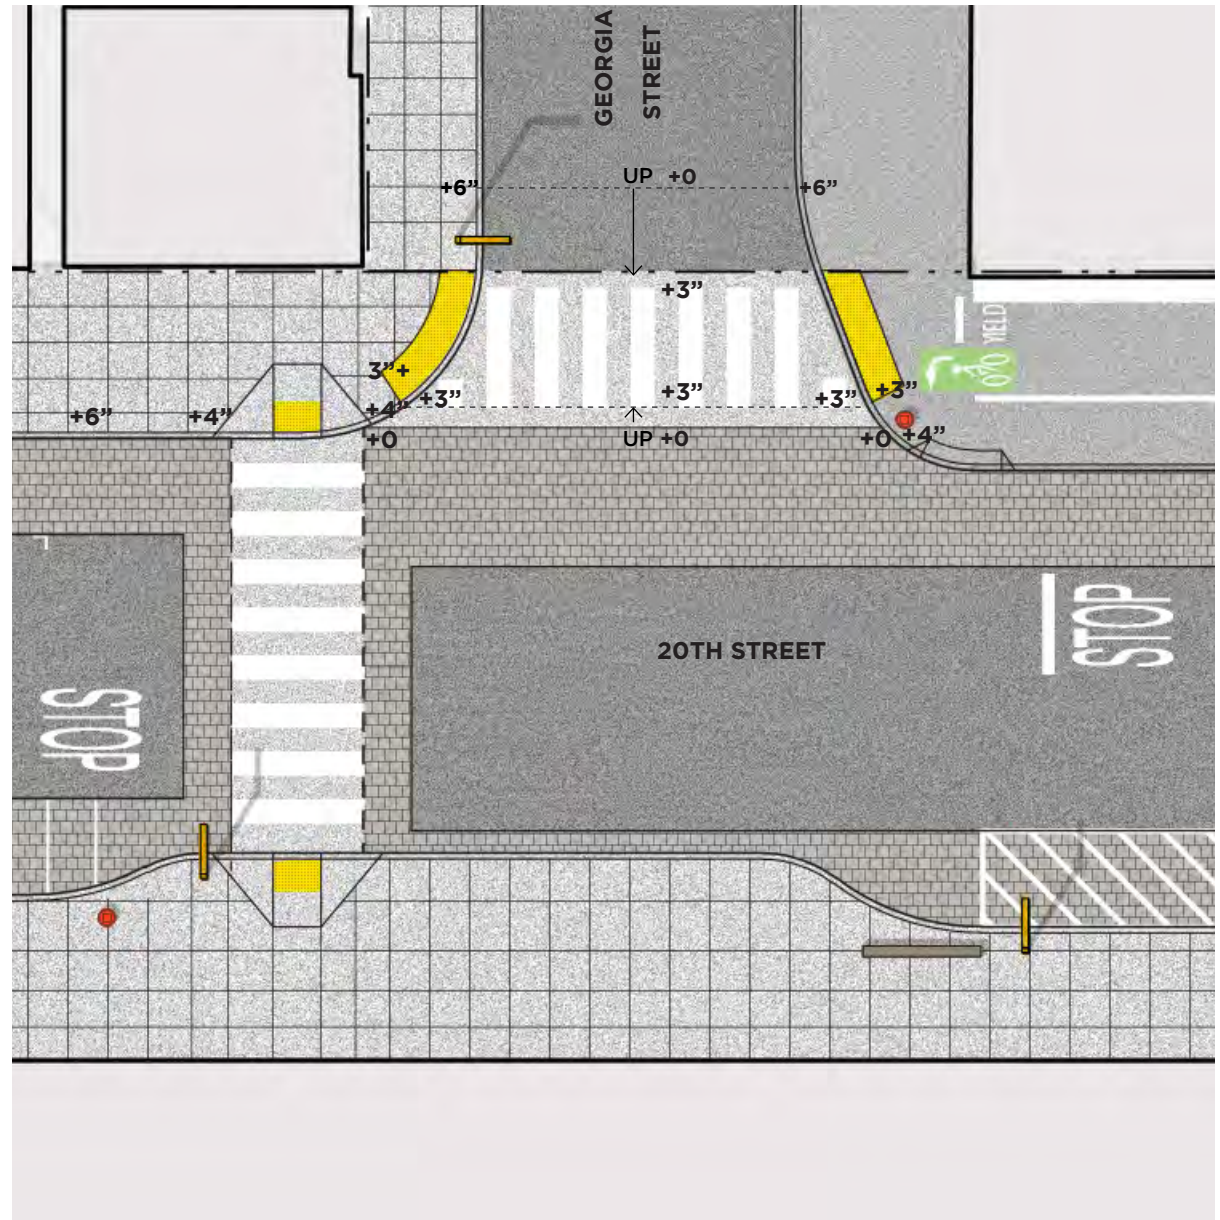 GEORGIA
STREET
UP +0
+6”
+6”
+3”
YIELD
3”+
+3”
+3”
+3”
+3”
+6”
+4”
+4”
+0
UP +0
+0
+4”
20TH STREET
STOP
STOP